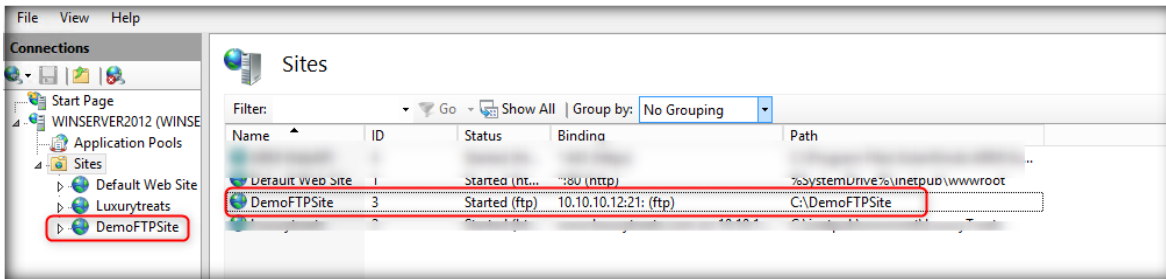 File View Help
Connections
Sites
Start Page
Filter: Go Show All Group by: No Grouping
WINSERVER2012 (WINSE
Name ID Status Binding Path
Application Pools
Sites
Default Web Site 1 Started (ht... *:80 (http) %SystemDrive%\inetpub\wwwroot
Default Web Site
DemoFTPSite 3 Started (ftp) 10.10.10.12:21: (ftp) C:\DemoFTPSite
Luxurytreats
DemoFTPSite